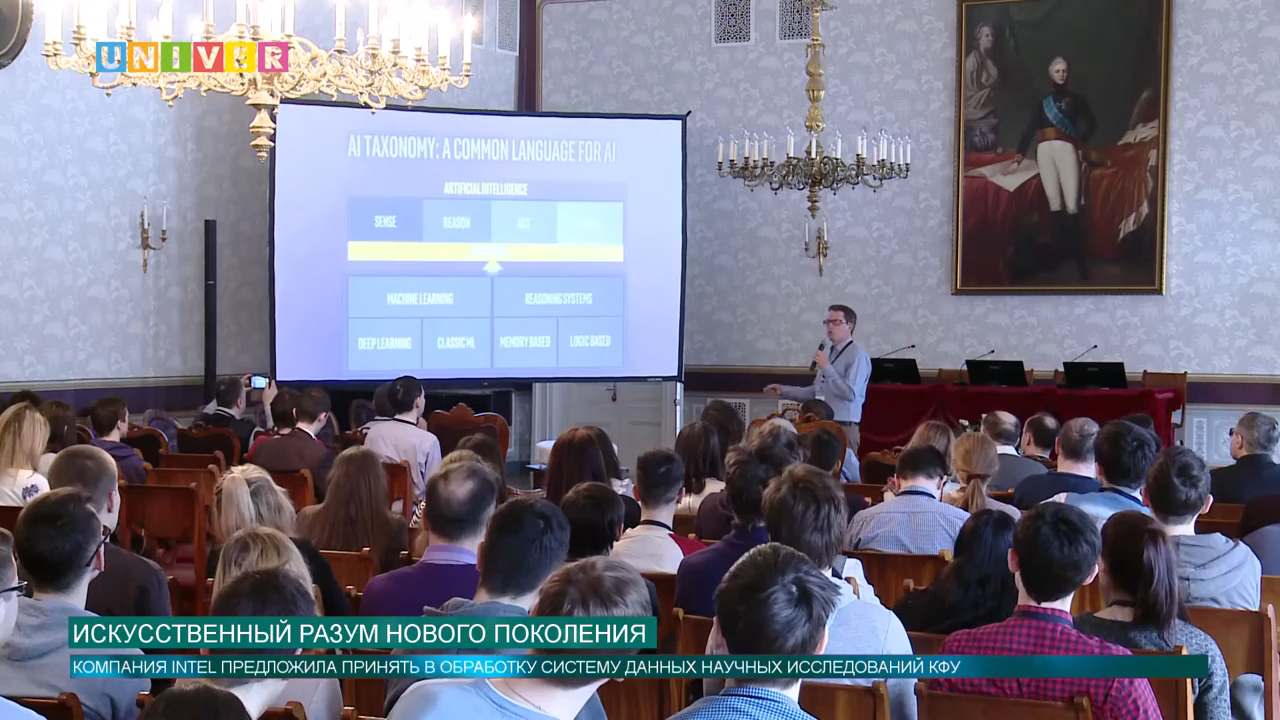 UNIVER
AI TAXONOMY: A COMMON LANGUAGE FOR AI
ARTIFICIAL INTELLIGENCE
SENSE REASON ACT
MACHINE LEARNING REASONING SYSTEMS
DEEP LEARNING CLASSIC ML MEMORY BASED LOGIC BASED
ИСКУССТВЕННЫЙ РАЗУМ НОВОГО ПОКОЛЕНИЯ
КОМПАНИЯ INTEL ПРЕДЛОЖИЛА ПРИНЯТЬ В ОБРАБОТКУ СИСТЕМУ ДАННЫХ НАУЧНЫХ ИССЛЕДОВАНИЙ КФУ